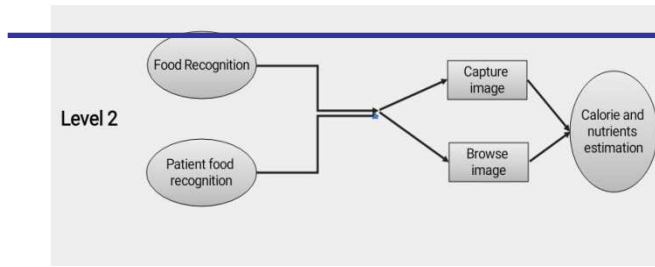 Food Recognition
Level 2
Patient food
recognition
Capture
image
Browse
image
Calorie and
nutrients
estimation